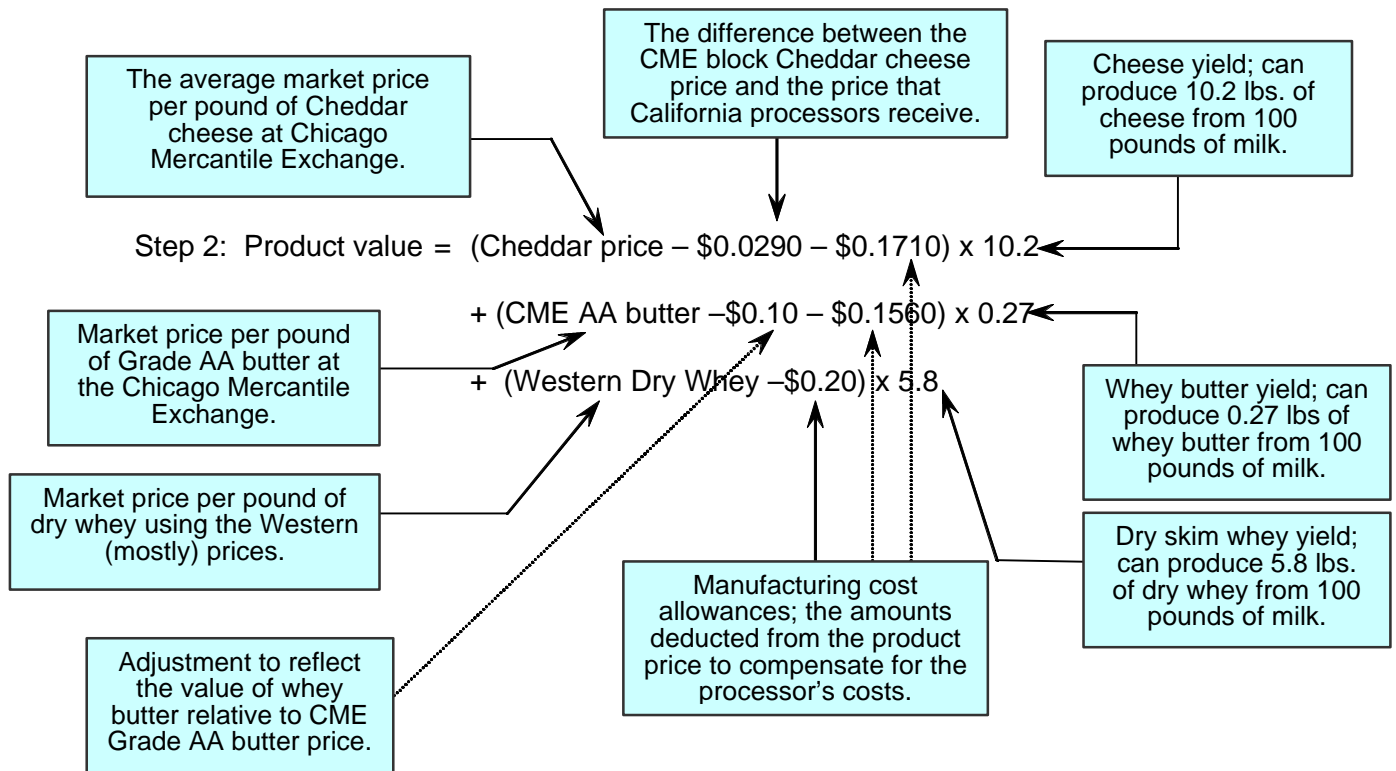 The difference between the
CME block Cheddar cheese
price and the price that
California processors receive.
The average market price
per pound of Cheddar
cheese at Chicago
Mercantile Exchange.
Cheese yield; can
produce 10.2 lbs. of
cheese from 100
pounds of milk.
Step 2:  Product value =  (Cheddar price – $0.0290 – $0.1710) x 10.2
+ (CME AA butter –$0.10 – $0.1560) x 0.27
+  (Western Dry Whey –$0.20) x 5.8
Market price per pound
of Grade AA butter at
the Chicago Mercantile
Exchange.
Whey butter yield; can
produce 0.27 lbs of
whey butter from 100
pounds of milk.
Market price per pound of
dry whey using the Western
(mostly) prices.
Dry skim whey yield;
can produce 5.8 lbs.
of dry whey from 100
pounds of milk.
Manufacturing cost
allowances; the amounts
deducted from the product
price to compensate for the
processor’s costs.
Adjustment to reflect
the value of whey
butter relative to CME
Grade AA butter price.